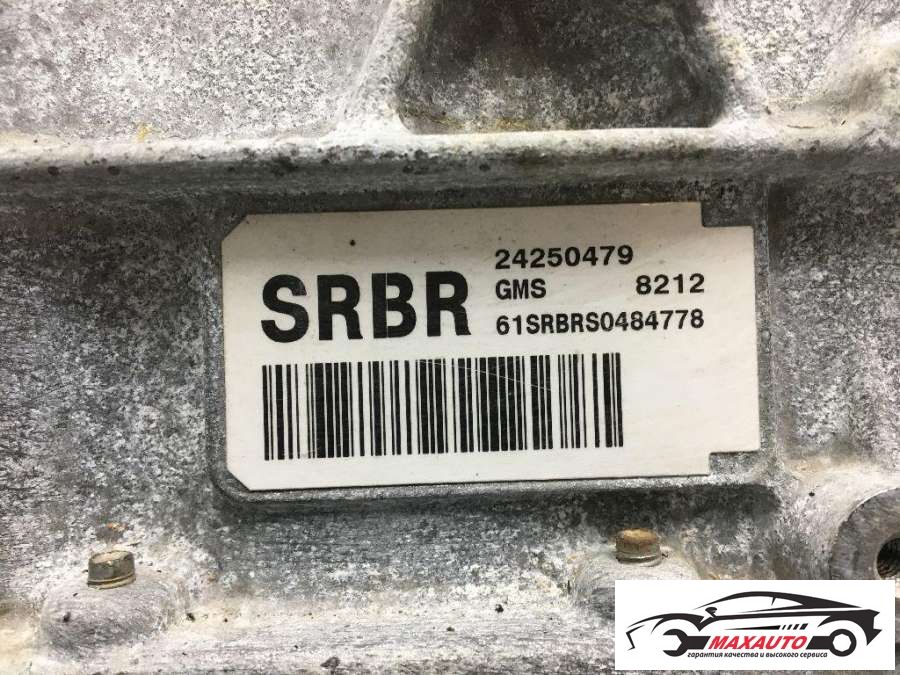 SRBR
24250479
GMS 8212
61SRBRS0484778
MAXAUTO
гарантия качества и высокого сервиса